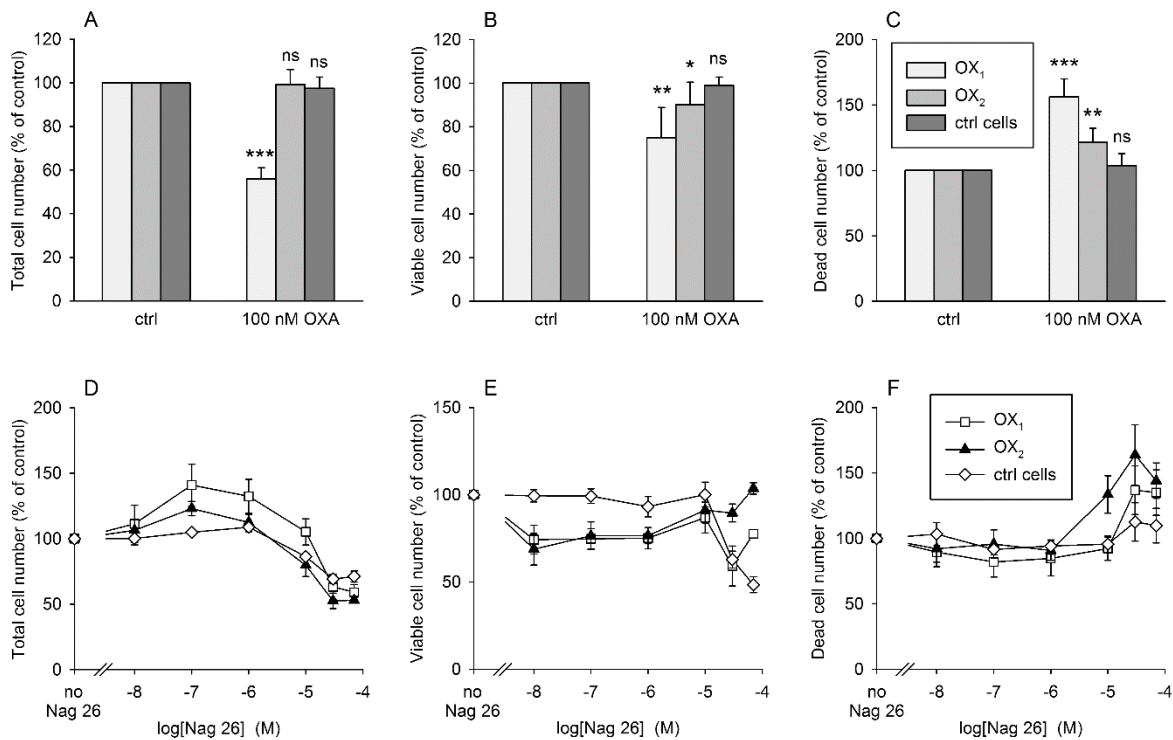 A
Total cell number (% of control)
120
100
80
60
40
20
0
ns
ns
***
ctrl
100 nM OXA
B
Viable cell number (% of control)
120
100
80
60
40
20
0
**
*
ns
ctrl
100 nM OXA
C
Dead cell number (% of control)
200
150
100
50
0
OX₁
OX₂
ctrl cells
***
**
ns
ctrl
100 nM OXA
D
Total cell number (% of control)
200
150
100
50
0
no
Nag 26
-8
-7
-6
-5
-4
log[Nag 26] (M)
E
Viable cell number (% of control)
150
100
50
0
no
Nag 26
-8
-7
-6
-5
-4
log[Nag 26] (M)
F
Dead cell number (% of control)
200
150
100
50
0
OX₁
OX₂
ctrl cells
no
Nag 26
-8
-7
-6
-5
-4
log[Nag 26] (M)